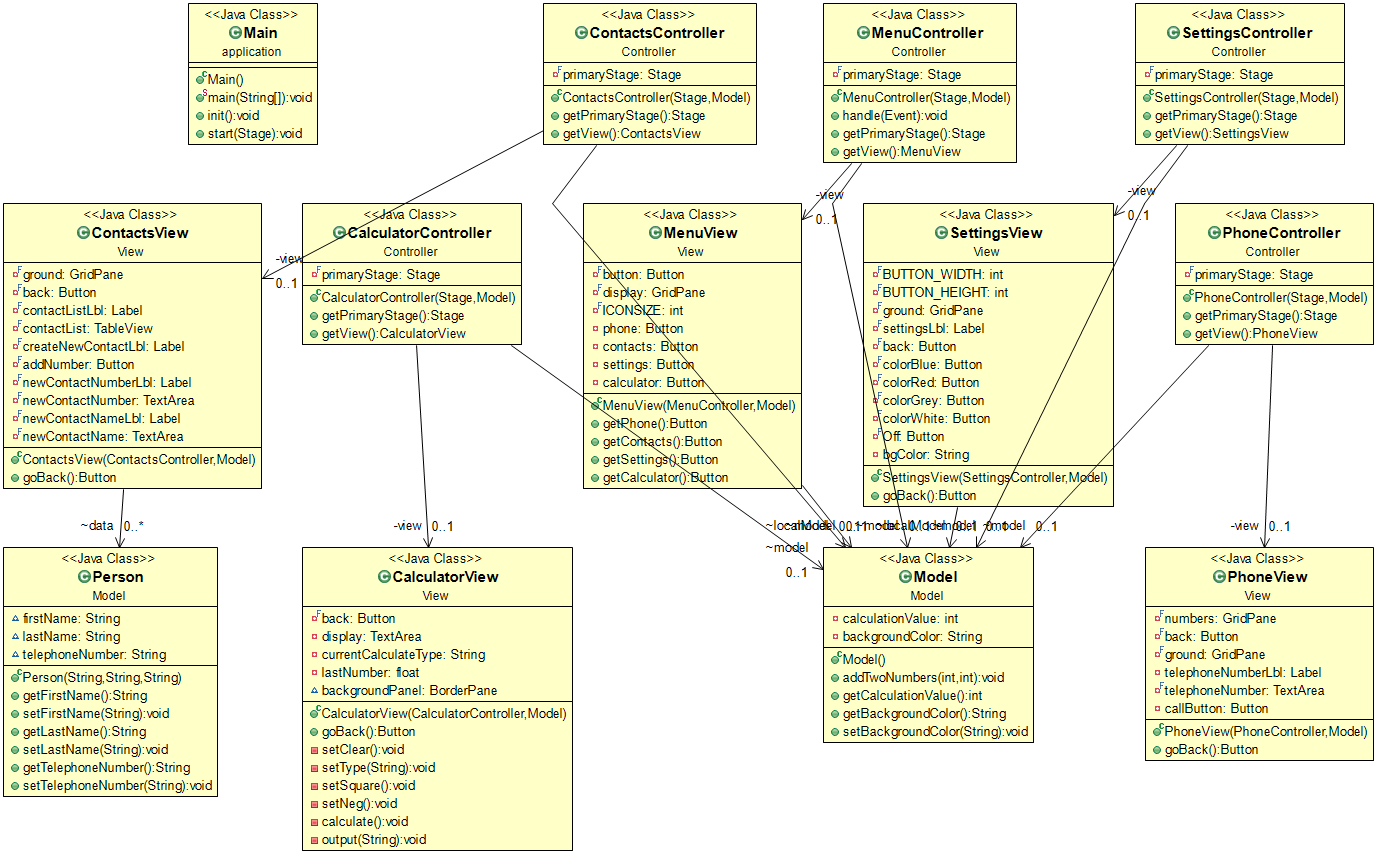 <<Java Class>>
Main
application
Main()
main(String[]):void
init():void
start(Stage):void
<<Java Class>>
ContactsController
Controller
primaryStage: Stage
ContactsController(Stage,Model)
getPrimaryStage():Stage
getView():ContactsView
<<Java Class>>
MenuController
Controller
primaryStage: Stage
MenuController(Stage,Model)
handle(Event):void
getPrimaryStage():Stage
getView():MenuView
<<Java Class>>
SettingsController
Controller
primaryStage: Stage
SettingsController(Stage,Model)
getPrimaryStage():Stage
getView():SettingsView
-view
0..1
-view
0..1
-view
0..1
<<Java Class>>
ContactsView
View
ground: GridPane
back: Button
contactListLbl: Label
contactList: TableView
createNewContactLbl: Label
addNumber: Button
newContactNumberLbl: Label
newContactNumber: TextArea
newContactNameLbl: Label
newContactName: TextArea
ContactsView(ContactsController,Model)
goBack():Button
<<Java Class>>
CalculatorController
Controller
primaryStage: Stage
CalculatorController(Stage,Model)
getPrimaryStage():Stage
getView():CalculatorView
<<Java Class>>
MenuView
View
button: Button
display: GridPane
ICONSIZE: int
phone: Button
contacts: Button
settings: Button
calculator: Button
MenuView(MenuController,Model)
getPhone():Button
getContacts():Button
getSettings():Button
getCalculator():Button
<<Java Class>>
SettingsView
View
BUTTON_WIDTH: int
BUTTON_HEIGHT: int
ground: GridPane
settingsLbl: Label
back: Button
colorBlue: Button
colorRed: Button
colorGrey: Button
colorWhite: Button
Off: Button
bgColor: String
SettingsView(SettingsController,Model)
goBack():Button
<<Java Class>>
PhoneController
Controller
primaryStage: Stage
PhoneController(Stage,Model)
getPrimaryStage():Stage
getView():PhoneView
~data 0..*
-view 0..1
~model 0..1
-view 0..1
~model
0..1
<<Java Class>>
Person
Model
firstName: String
lastName: String
telephoneNumber: String
Person(String,String,String)
getFirstName():String
setFirstName(String):void
getLastName():String
setLastName(String):void
getTelephoneNumber():String
setTelephoneNumber(String):void
<<Java Class>>
CalculatorView
View
back: Button
display: TextArea
currentCalculateType: String
lastNumber: float
backgroundPanel: BorderPane
CalculatorView(CalculatorController,Model)
goBack():Button
setClear():void
setType(String):void
setSquare():void
setNeg():void
calculate():void
output(String):void
<<Java Class>>
Model
Model
calculationValue: int
backgroundColor: String
Model()
addTwoNumbers(int,int):void
getCalculationValue():int
getBackgroundColor():String
setBackgroundColor(String):void
<<Java Class>>
PhoneView
View
numbers: GridPane
back: Button
ground: GridPane
telephoneNumberLbl: Label
telephoneNumber: TextArea
callButton: Button
PhoneView(PhoneController,Model)
goBack():Button